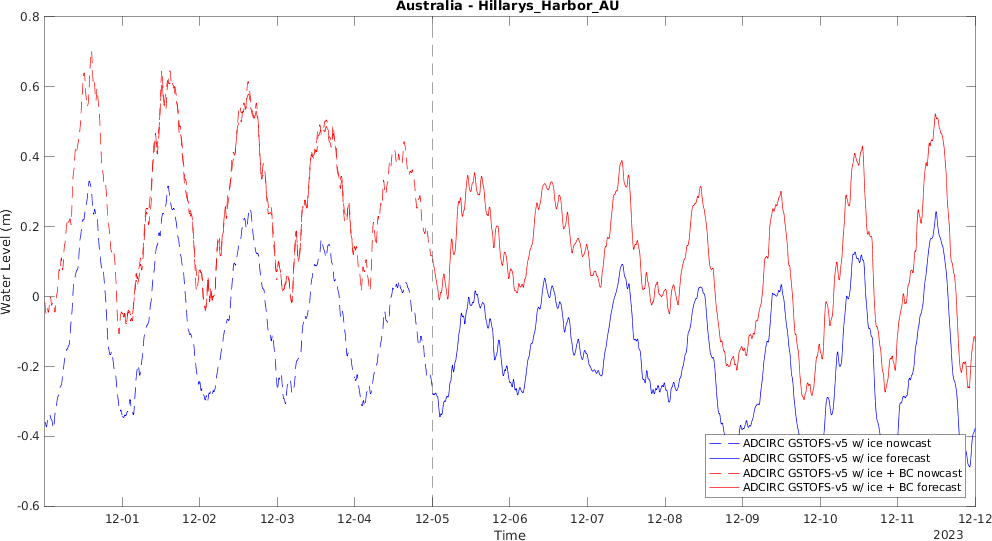 Australia - Hillarys_Harbor_AU
0.8
0.6
0.4
0.2
0
-0.2
-0.4
-0.6
Water Level (m)
12-01 12-02 12-03 12-04 12-05 12-06 12-07 12-08 12-09 12-10 12-11 12-12
Time
2023
ADCIRC GSTOFS-v5 w/ ice nowcast
ADCIRC GSTOFS-v5 w/ ice forecast
ADCIRC GSTOFS-v5 w/ ice + BC nowcast
ADCIRC GSTOFS-v5 w/ ice + BC forecast